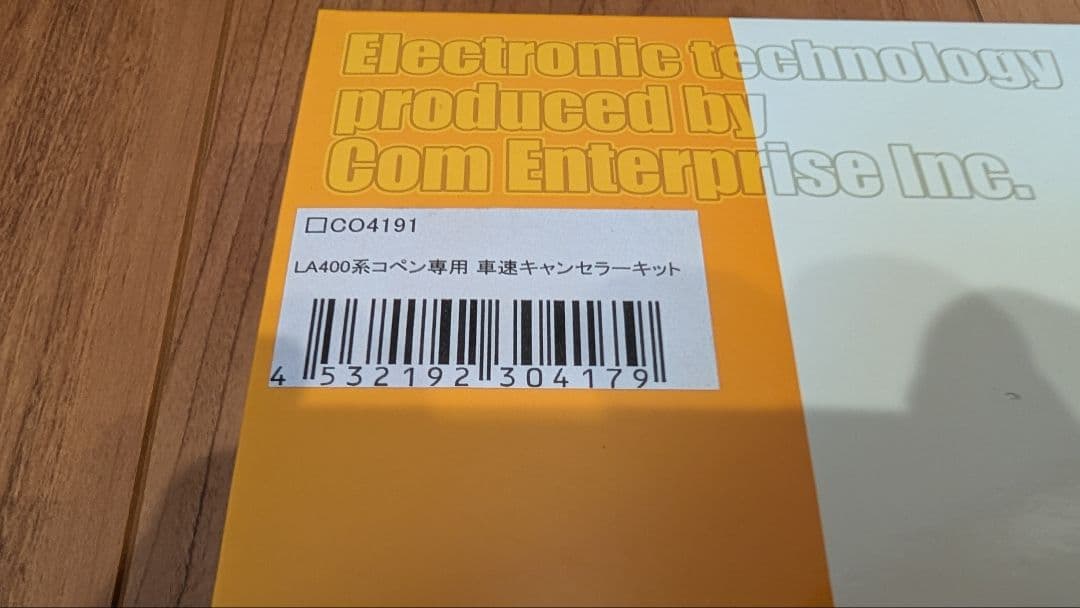 Electronic technology
produced by
Com Enterprise Inc.
□CO4191
LA400系コペン専用 車速キャンセラーキット
4 532192 304179